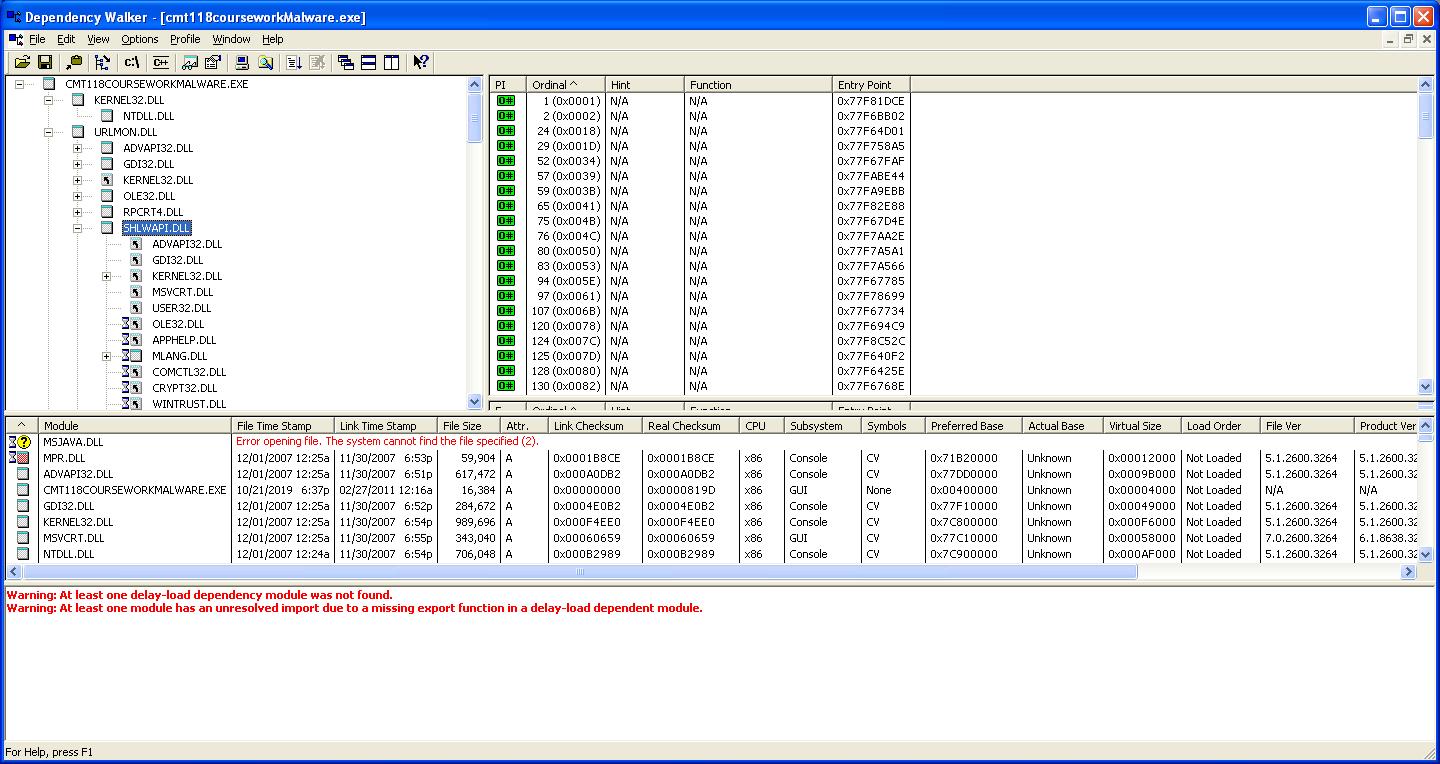 Dependency Walker - [cmt118courseworkMalware.exe]
File Edit View Options Profile Window Help
c:\ C++
CMT118COURSEWORKMALWARE.EXE
KERNEL32.DLL
NTDLL.DLL
URLMON.DLL
ADVAPI32.DLL
GDI32.DLL
KERNEL32.DLL
OLE32.DLL
RPCRT4.DLL
SHLWAPI.DLL
ADVAPI32.DLL
GDI32.DLL
KERNEL32.DLL
MSVCRT.DLL
USER32.DLL
OLE32.DLL
APPHELP.DLL
MLANG.DLL
COMCTL32.DLL
CRYPT32.DLL
WINTRUST.DLL
PI Ordinal ^ Hint Function Entry Point
O# 1 (0x0001) N/A N/A 0x77F81DCE
O# 2 (0x0002) N/A N/A 0x77F6BB02
O# 24 (0x0018) N/A N/A 0x77F64D01
O# 29 (0x001D) N/A N/A 0x77F758A5
O# 52 (0x0034) N/A N/A 0x77F67FAF
O# 57 (0x0039) N/A N/A 0x77FABE44
O# 59 (0x003B) N/A N/A 0x77FA9EBB
O# 65 (0x0041) N/A N/A 0x77F82E88
O# 75 (0x004B) N/A N/A 0x77F67D4E
O# 76 (0x004C) N/A N/A 0x77F7AA2E
O# 80 (0x0050) N/A N/A 0x77F7A5A1
O# 83 (0x0053) N/A N/A 0x77F7A566
O# 94 (0x005E) N/A N/A 0x77F67785
O# 97 (0x0061) N/A N/A 0x77F78699
O# 107 (0x006B) N/A N/A 0x77F67734
O# 120 (0x0078) N/A N/A 0x77F694C9
O# 124 (0x007C) N/A N/A 0x77F8C52C
O# 125 (0x007D) N/A N/A 0x77F640F2
O# 128 (0x0080) N/A N/A 0x77F6425E
O# 130 (0x0082) N/A N/A 0x77F6768E
E Ordinal ^ Hint Function Entry Point
^ Module File Time Stamp Link Time Stamp File Size Attr. Link Checksum Real Checksum CPU Subsystem Symbols Preferred Base Actual Base Virtual Size Load Order File Ver Product Ver
MSJAVA.DLL Error opening file. The system cannot find the file specified (2).
MPR.DLL 12/01/2007 12:25a 11/30/2007 6:53p 59,904 A 0x0001B8CE 0x0001B8CE x86 Console CV 0x71B20000 Unknown 0x00012000 Not Loaded 5.1.2600.3264 5.1.2600.32
ADVAPI32.DLL 12/01/2007 12:25a 11/30/2007 6:51p 617,472 A 0x000A0DB2 0x000A0DB2 x86 Console CV 0x77DD0000 Unknown 0x0009B000 Not Loaded 5.1.2600.3264 5.1.2600.32
CMT118COURSEWORKMALWARE.EXE 10/21/2019 6:37p 02/27/2011 12:16a 16,384 A 0x00000000 0x0000819D x86 GUI None 0x00400000 Unknown 0x00004000 Not Loaded N/A N/A
GDI32.DLL 12/01/2007 12:25a 11/30/2007 6:52p 284,672 A 0x0004E0B2 0x0004E0B2 x86 Console CV 0x77F10000 Unknown 0x00049000 Not Loaded 5.1.2600.3264 5.1.2600.32
KERNEL32.DLL 12/01/2007 12:25a 11/30/2007 6:54p 989,696 A 0x000F4EE0 0x000F4EE0 x86 Console CV 0x7C800000 Unknown 0x000F6000 Not Loaded 5.1.2600.3264 5.1.2600.32
MSVCRT.DLL 12/01/2007 12:25a 11/30/2007 6:55p 343,040 A 0x00060659 0x00060659 x86 GUI CV 0x77C10000 Unknown 0x00058000 Not Loaded 7.0.2600.3264 6.1.8638.32
NTDLL.DLL 12/01/2007 12:24a 11/30/2007 6:54p 706,048 A 0x000B2989 0x000B2989 x86 Console CV 0x7C900000 Unknown 0x000AF000 Not Loaded 5.1.2600.3264 5.1.2600.32
Warning: At least one delay-load dependency module was not found.
Warning: At least one module has an unresolved import due to a missing export function in a delay-load dependent module.
For Help, press F1